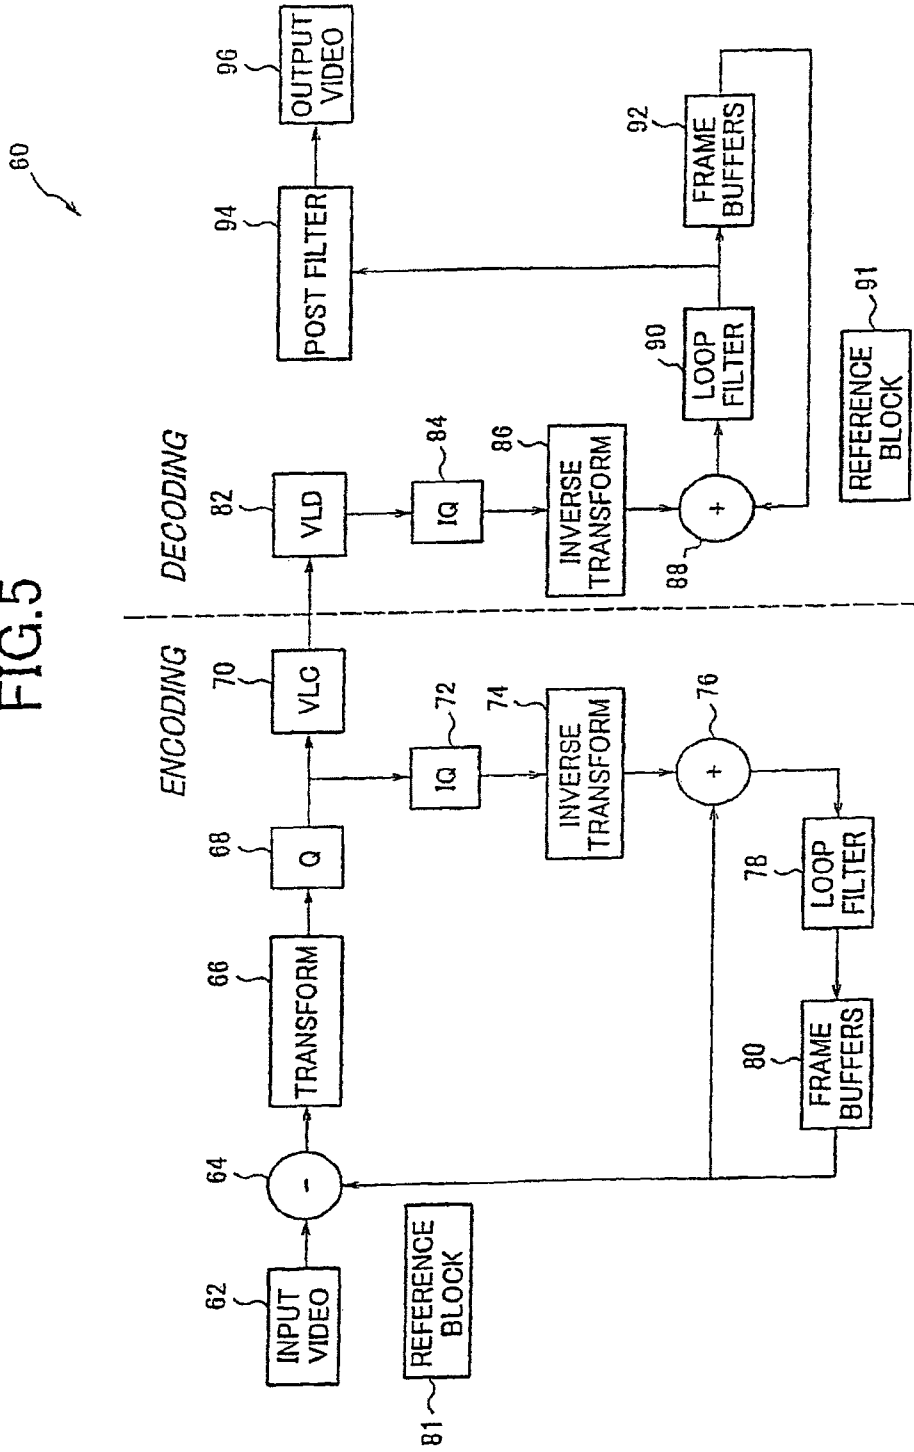 FIG.5
60
ENCODING
DECODING
62
INPUT
VIDEO
64
-
66
TRANSFORM
68
Q
70
VLC
82
VLD
94
POST FILTER
96
OUTPUT
VIDEO
72
IQ
84
IQ
74
INVERSE
TRANSFORM
86
INVERSE
TRANSFORM
76
+
88
+
90
LOOP
FILTER
92
FRAME
BUFFERS
78
LOOP
FILTER
80
FRAME
BUFFERS
81
REFERENCE
BLOCK
91
REFERENCE
BLOCK